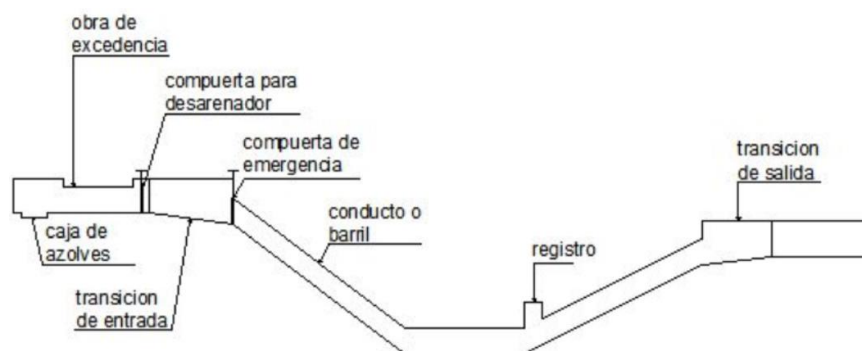 obra de
excedencia
compuerta para
desarenador
compuerta de
emergencia
transicion
de salida
conducto o
barril
caja de
azolves
registro
transicion
de entrada